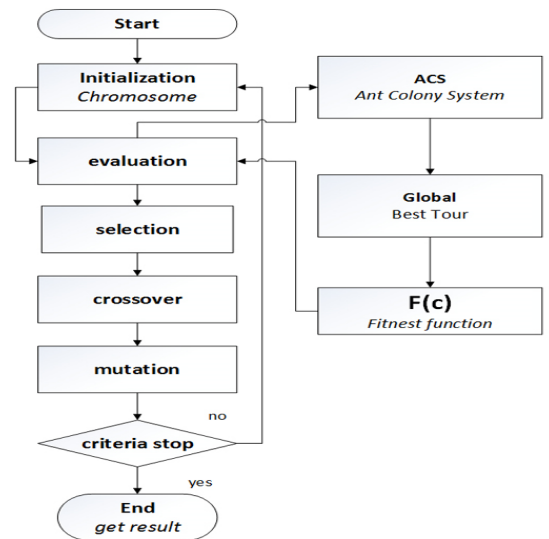 Start
Initialization
Chromosome
evaluation
selection
crossover
mutation
no
criteria stop
yes
End
get result
ACS
Ant Colony System
Global
Best Tour
F(c)
Fitnest function